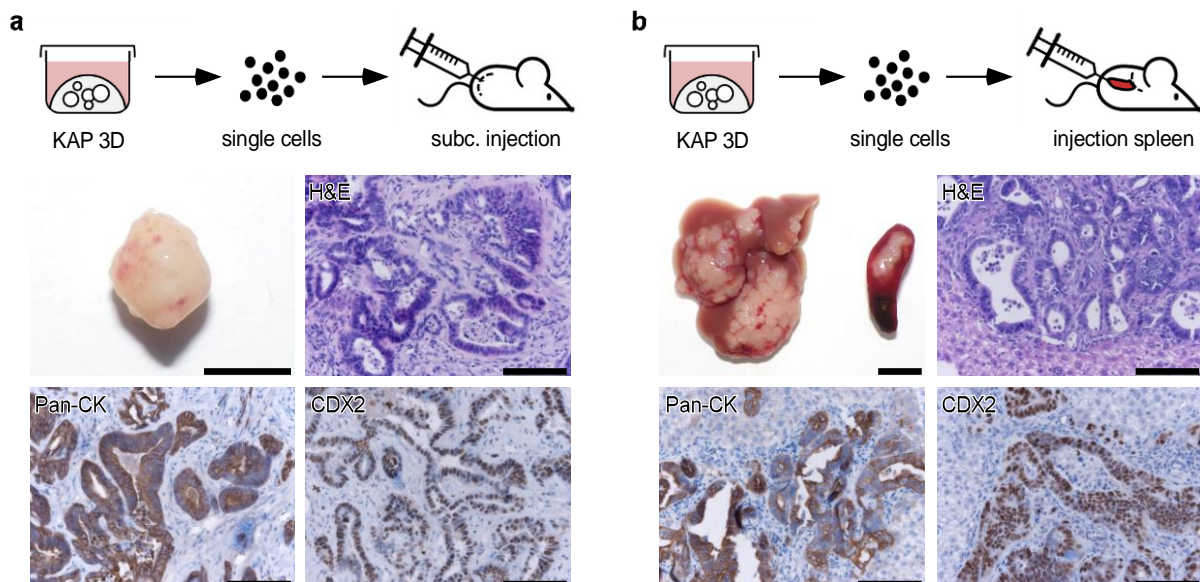 a
KAP 3D
single cells
subc. injection
H&E
Pan-CK
CDX2
b
KAP 3D
single cells
injection spleen
H&E
Pan-CK
CDX2